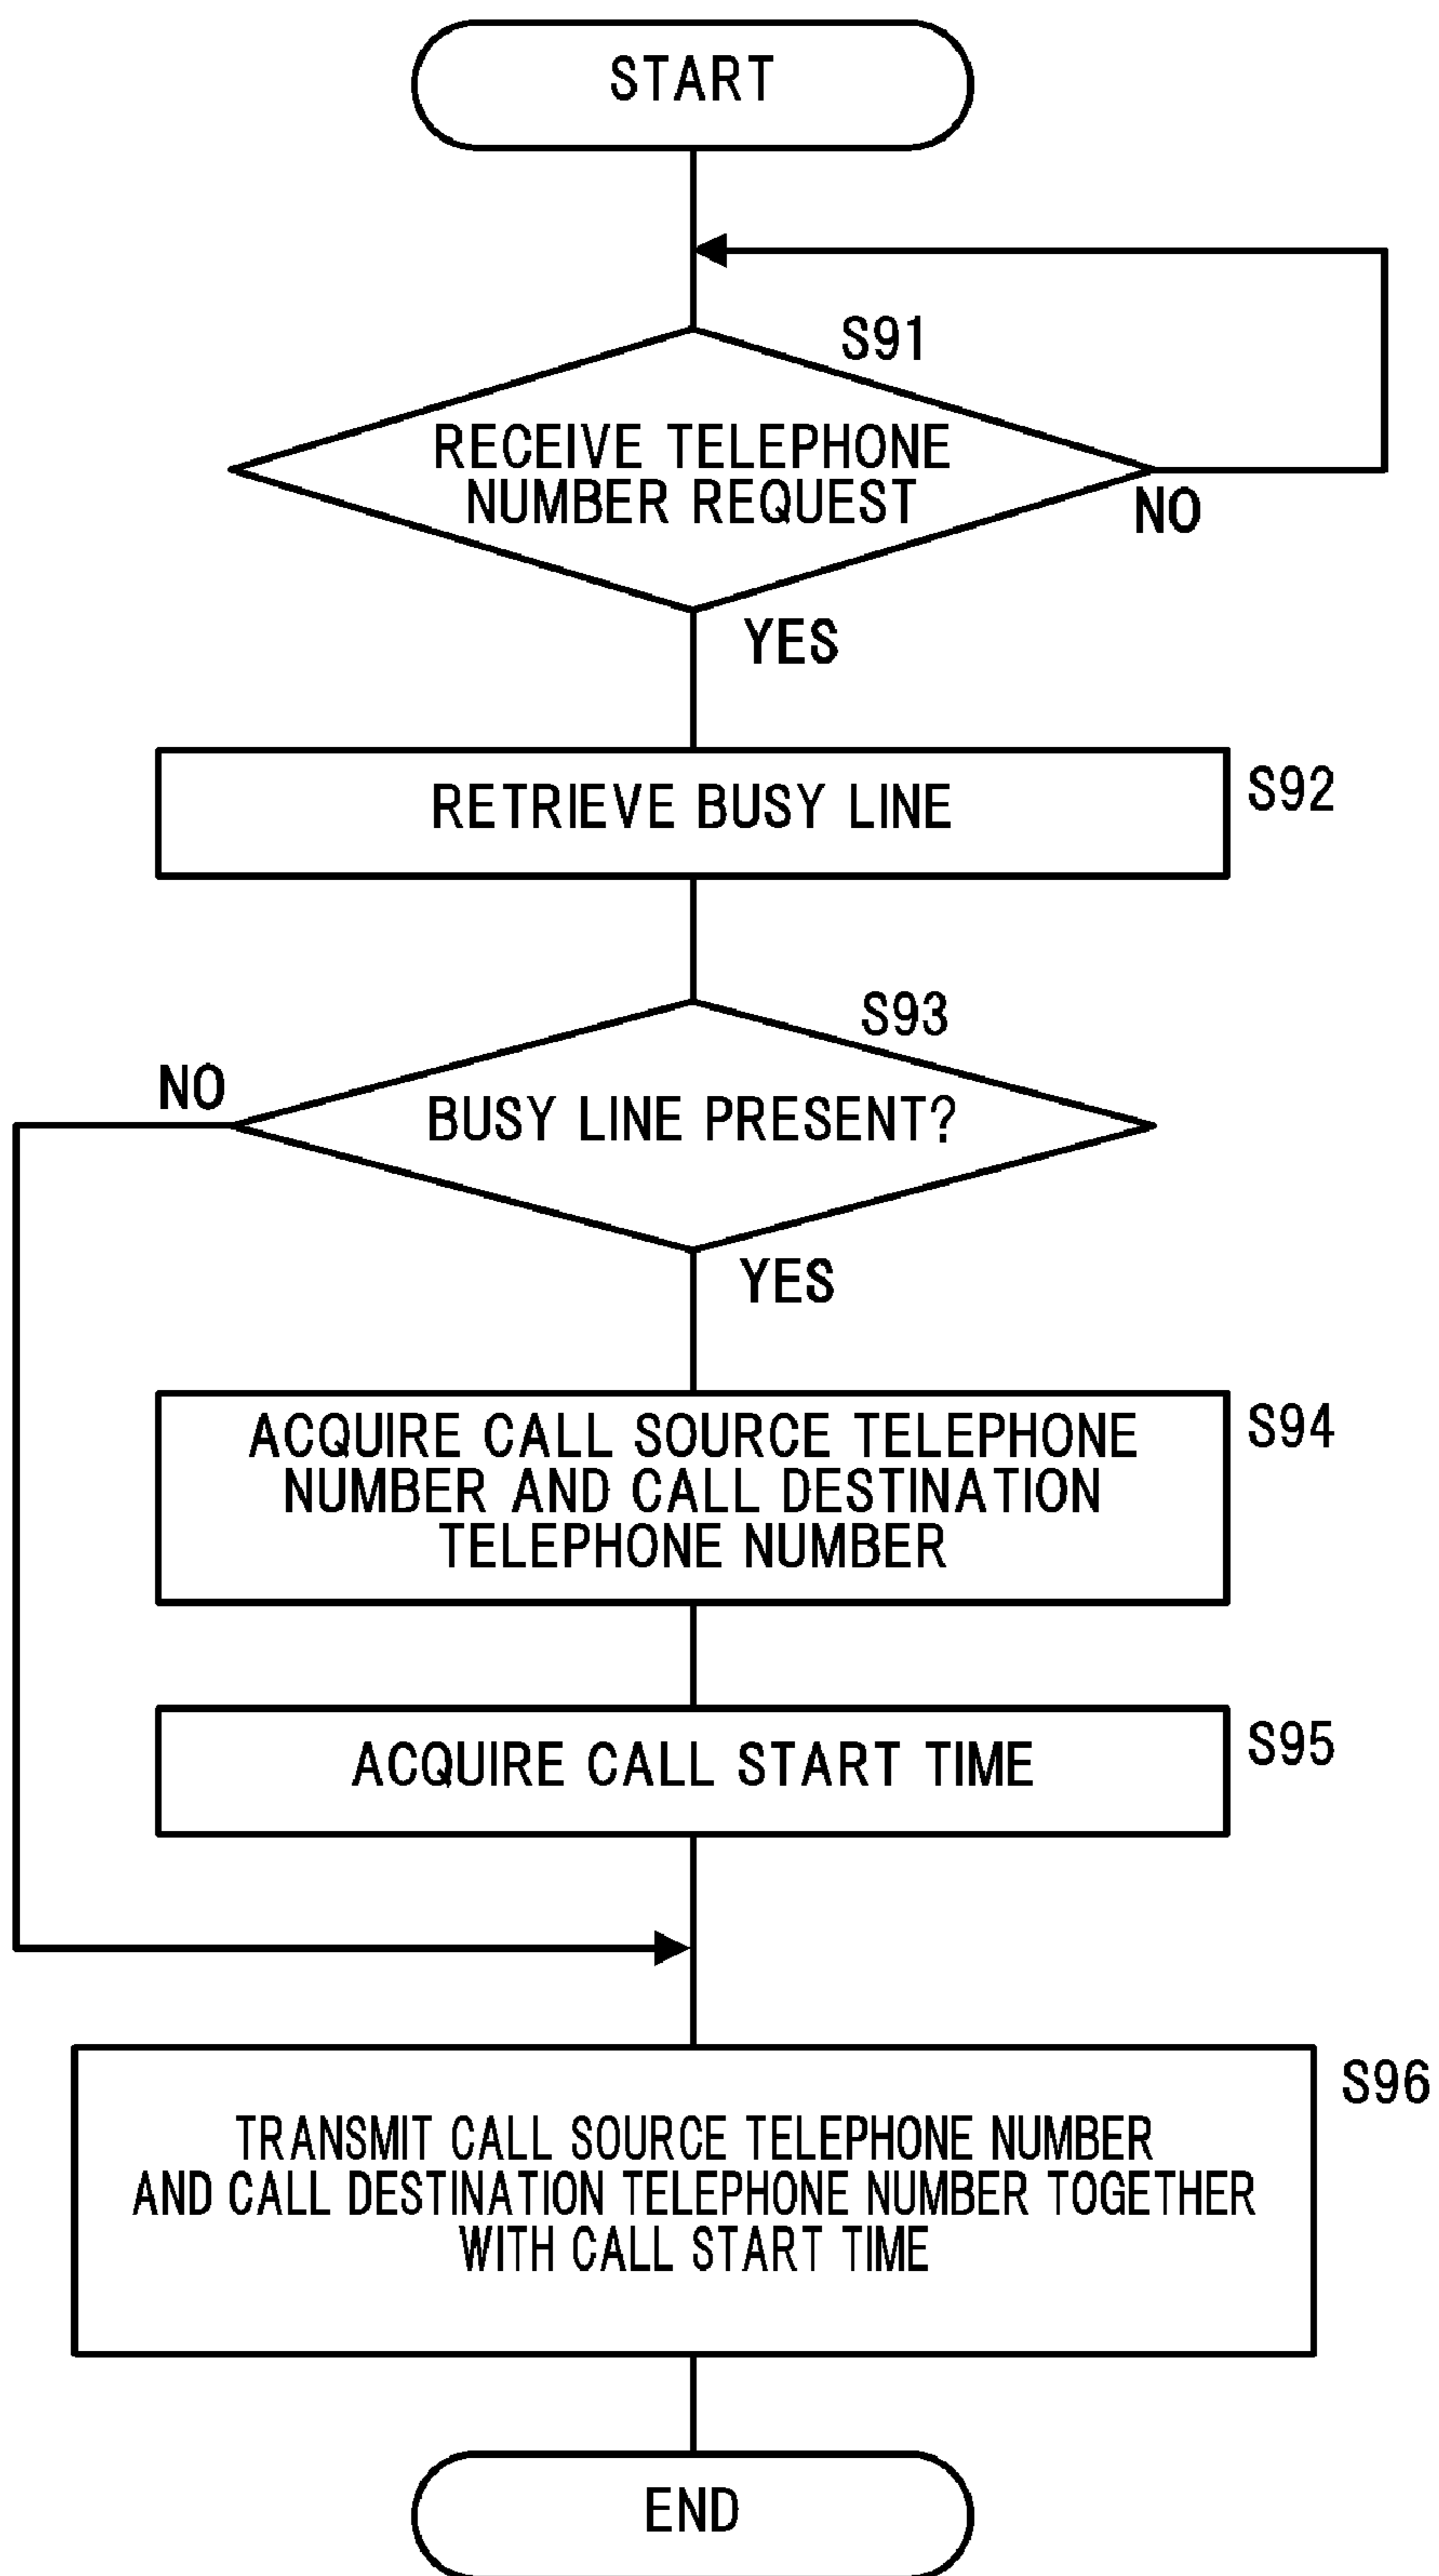 START
S91
RECEIVE TELEPHONE
NUMBER REQUEST
NO
YES
RETRIEVE BUSY LINE
S92
S93
NO
BUSY LINE PRESENT?
YES
ACQUIRE CALL SOURCE TELEPHONE
NUMBER AND CALL DESTINATION
TELEPHONE NUMBER
S94
ACQUIRE CALL START TIME
S95
S96
TRANSMIT CALL SOURCE TELEPHONE NUMBER
AND CALL DESTINATION TELEPHONE NUMBER TOGETHER
WITH CALL START TIME
END